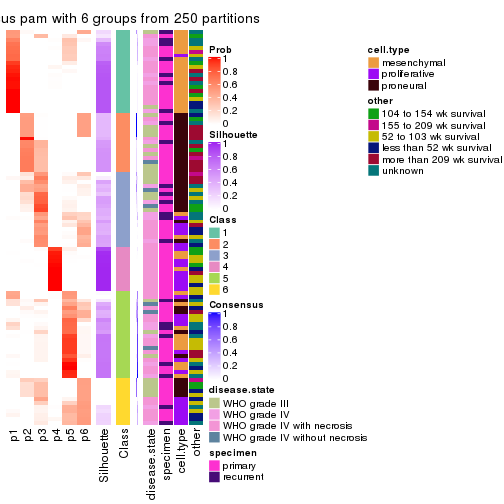 us pam with 6 groups from 250 partitions
Prob
1
0.8
0.6
0.4
0.2
0
Silhouette
1
0.8
0.6
0.4
0.2
0
Class
1
2
3
4
5
6
Consensus
1
0.8
0.6
0.4
0.2
0
disease.state
WHO grade III
WHO grade IV
WHO grade IV with necrosis
WHO grade IV without necrosis
specimen
primary
recurrent
cell.type
mesenchymal
proliferative
proneural
other
104 to 154 wk survival
155 to 209 wk survival
52 to 103 wk survival
less than 52 wk survival
more than 209 wk survival
unknown
p1
p2
p3
p4
p5
p6
Silhouette
Class
disease.state
specimen
cell.type
other